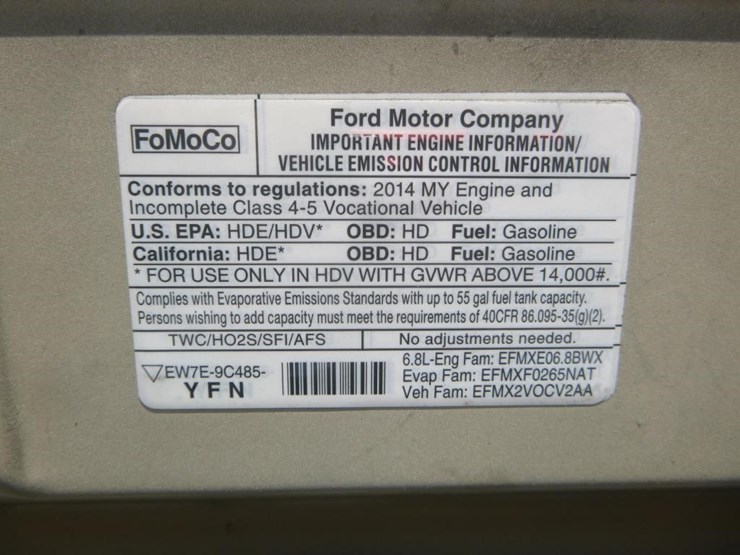 FoMoCo
Ford Motor Company
IMPORTANT ENGINE INFORMATION/
VEHICLE EMISSION CONTROL INFORMATION
Conforms to regulations: 2014 MY Engine and
Incomplete Class 4-5 Vocational Vehicle
U.S. EPA: HDE/HDV* OBD: HD Fuel: Gasoline
California: HDE* OBD: HD Fuel: Gasoline
* FOR USE ONLY IN HDV WITH GVWR ABOVE 14,000#.
Complies with Evaporative Emissions Standards with up to 55 gal fuel tank capacity.
Persons wishing to add capacity must meet the requirements of 40CFR 86.095-35(g)(2).
TWC/HO2S/SFI/AFS No adjustments needed.
EW7E-9C485-
YFN
6.8L-Eng Fam: EFMXE06.8BWX
Evap Fam: EFMXF0265NAT
Veh Fam: EFMX2VOCV2AA